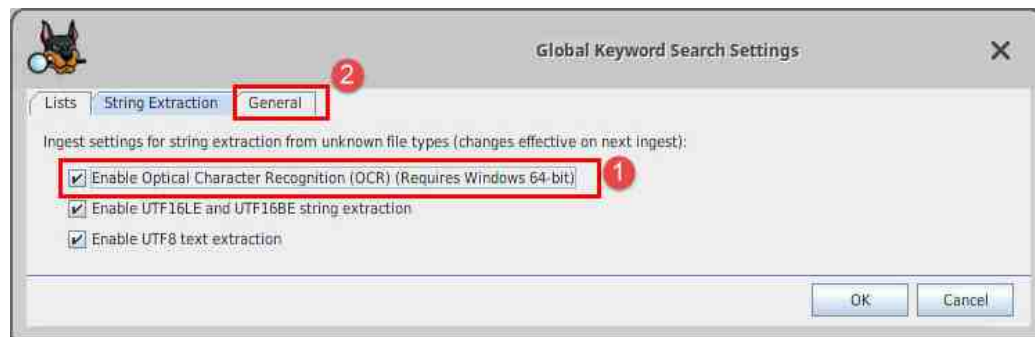 Global Keyword Search Settings
2
Lists String Extraction General
Ingest settings for string extraction from unknown file types (changes effective on next ingest):
Enable Optical Character Recognition (OCR) (Requires Windows 64-bit)
1
Enable UTF16LE and UTF16BE string extraction
Enable UTF8 text extraction
OK Cancel